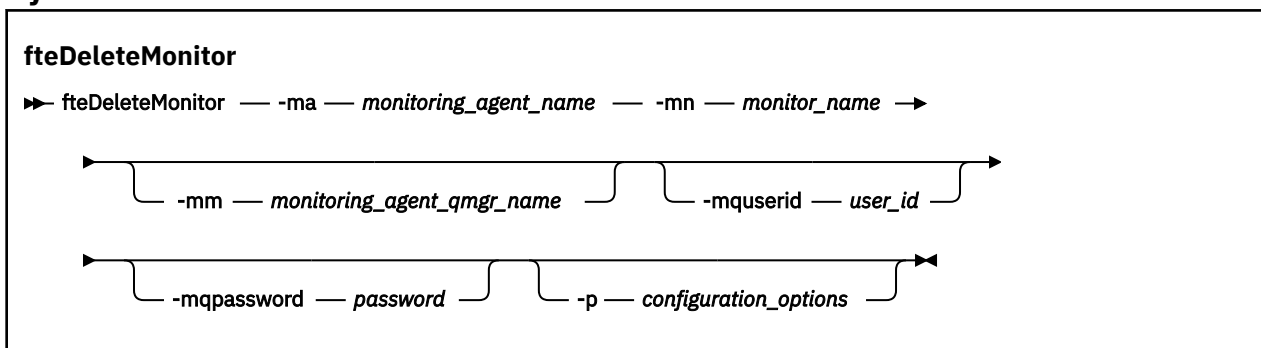 fteDeleteMonitor
fteDeleteMonitor -ma monitoring_agent_name -mn monitor_name
-mm monitoring_agent_qmgr_name -mquserid user_id
-mqpassword password -p configuration_options